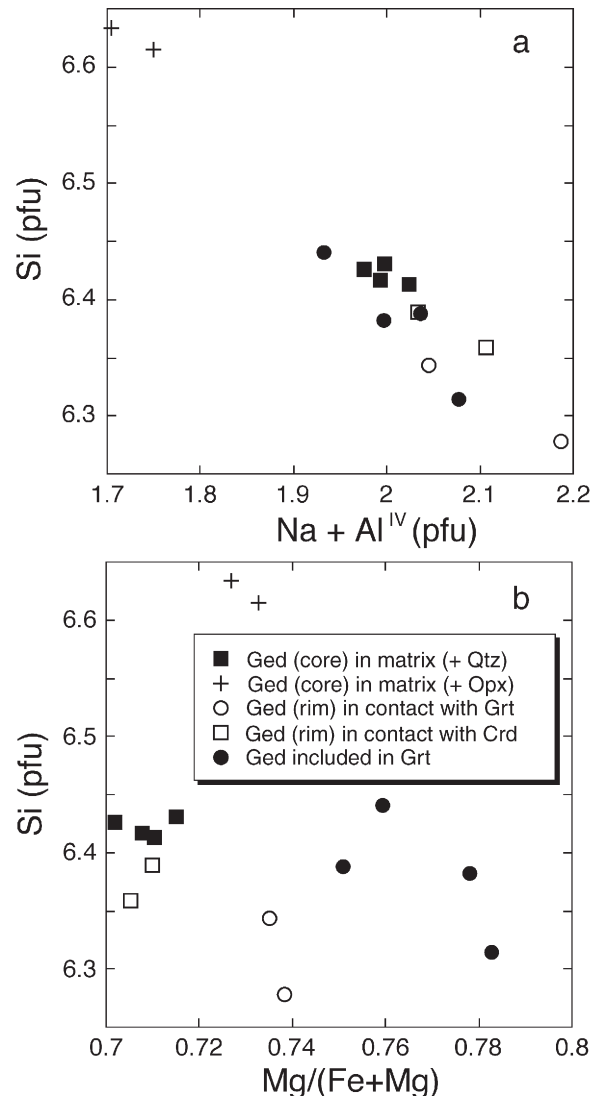 a
6.6
6.5
6.4
6.3
Si (pfu)
1.7 1.8 1.9 2 2.1 2.2
Na + Al^IV (pfu)
b
6.6
6.5
6.4
6.3
Si (pfu)
Ged (core) in matrix (+ Qtz)
Ged (core) in matrix (+ Opx)
Ged (rim) in contact with Grt
Ged (rim) in contact with Crd
Ged included in Grt
0.7 0.72 0.74 0.76 0.78 0.8
Mg/(Fe+Mg)